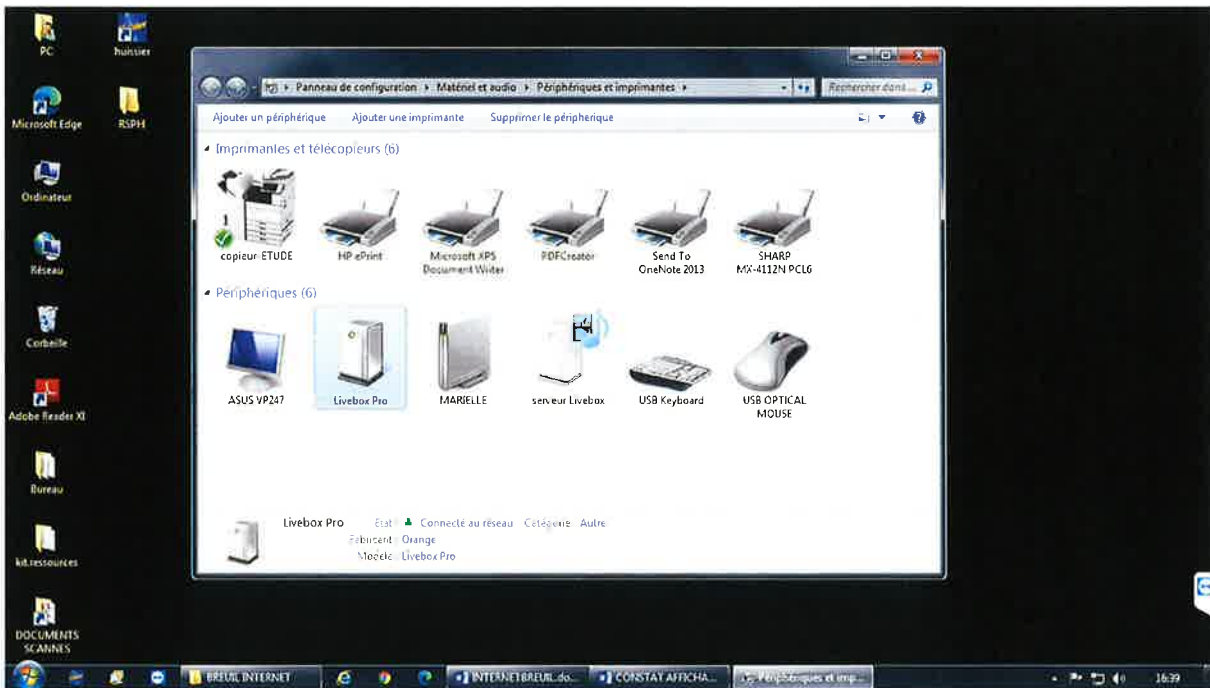 PC
huissier
Microsoft Edge
RSPH
Ordinateur
Réseau
Corbeille
Adobe Reader XI
Bureau
kit.ressources
DOCUMENTS
SCANNES
Panneau de configuration
Matériel et audio
Périphériques et imprimantes
Rechercher dans ...
Ajouter un périphérique
Ajouter une imprimante
Supprimer le périphérique
Imprimantes et télécopieurs (6)
1
copieur ETUDE
HP ePrint
Microsoft XPS
Document Writer
PDFCreator
Send To
OneNote 2013
SHARP
MX-4112N PCL6
Périphériques (6)
ASUS VP247
Livebox Pro
MARIELLE
serveur Livebox
USB Keyboard
USB OPTICAL
MOUSE
Livebox Pro État : Connecté au réseau Catégorie : Autre
Fabricant : Orange
Modèle : Livebox Pro
BREUIL INTERNET
INTERNETBREUIL.do...
CONSTAT AFFICHA...
Périphériques et imp...
16:39